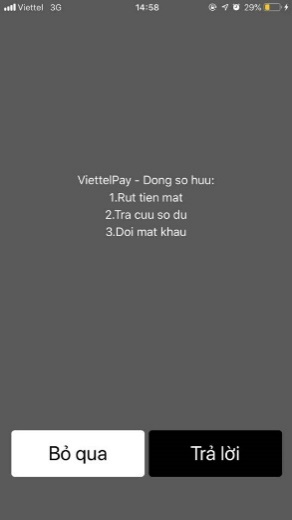 Viettel 3G 14:58 29%
ViettelPay - Dong so huu:
1.Rut tien mat
2.Tra cuu so du
3.Doi mat khau
Bỏ qua Trả lời